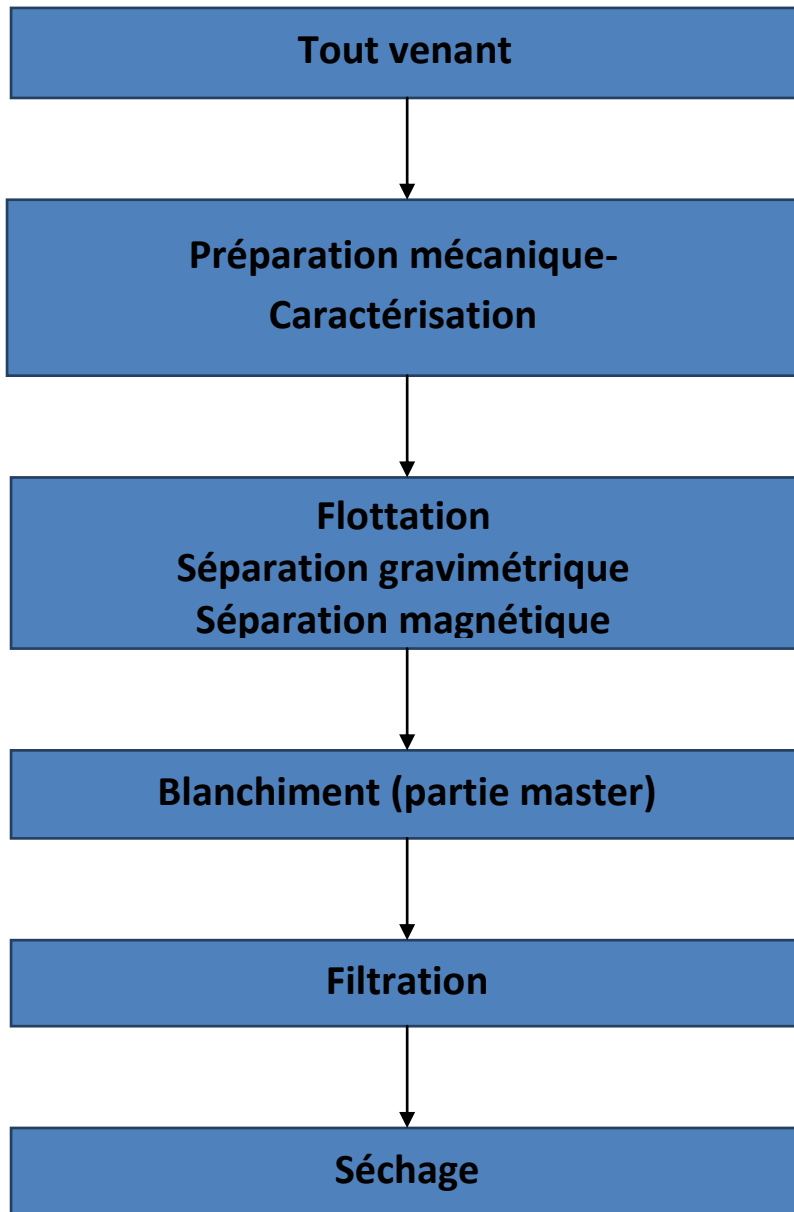 Tout venant
Préparation mécanique-
Caractérisation
Flottation
Séparation gravimétrique
Séparation magnétique
Blanchiment (partie master)
Filtration
Séchage